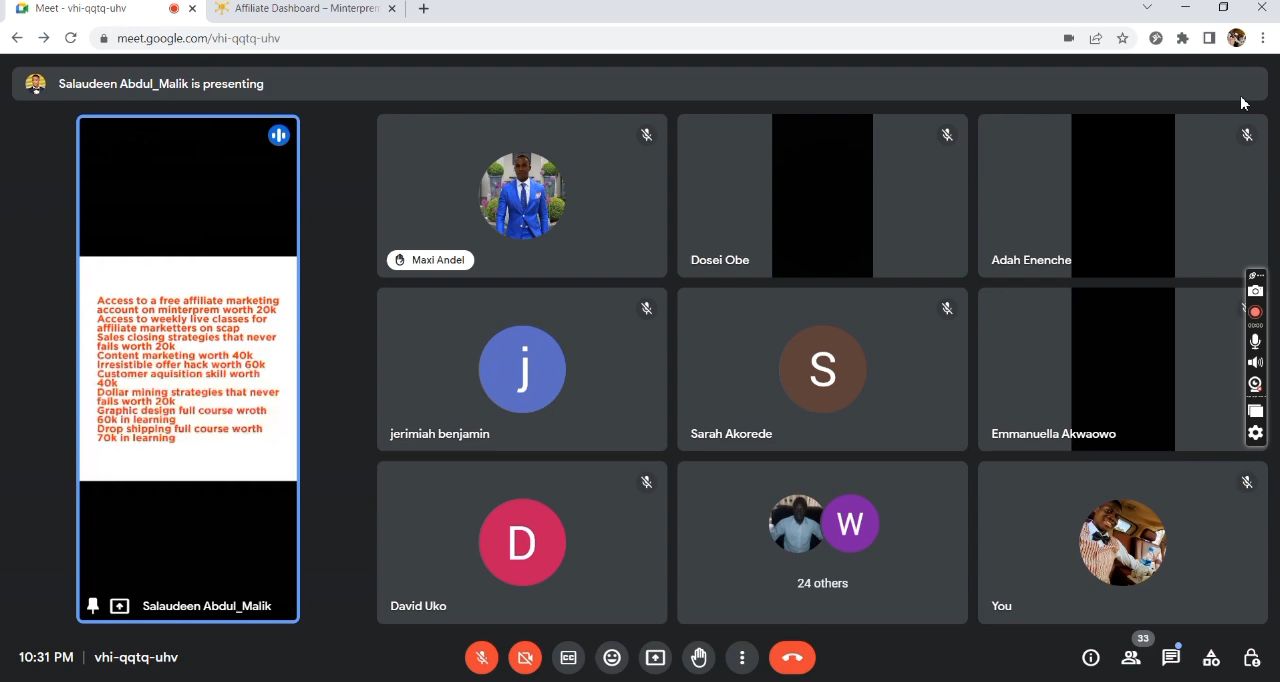 Meet - vhi-qqtq-uhv
Affiliate Dashboard – Minterprem
meet.google.com/vhi-qqtq-uhv
Salaudeen Abdul_Malik is presenting
Access to a free affiliate marketing
account on minterprem worth 20k
Access to weekly live classes for
affiliate marketters on scap
Sales closing strategies that never
fails worth 20k
Content marketing worth 40k
Irresistible offer hack worth 60k
Customer aquisition skill worth
40k
Dollar mining strategies that never
fails worth 20k
Graphic design full course wroth
60k in learning
Drop shipping full course worth
70k in learning
Salaudeen Abdul_Malik
Maxi Andel
Dosei Obe
Adah Enenche
jerimiah benjamin
j
Sarah Akorede
S
Emmanuella Akwaowo
00:00
D
David Uko
W
24 others
You
10:31 PM | vhi-qqtq-uhv
CC
33